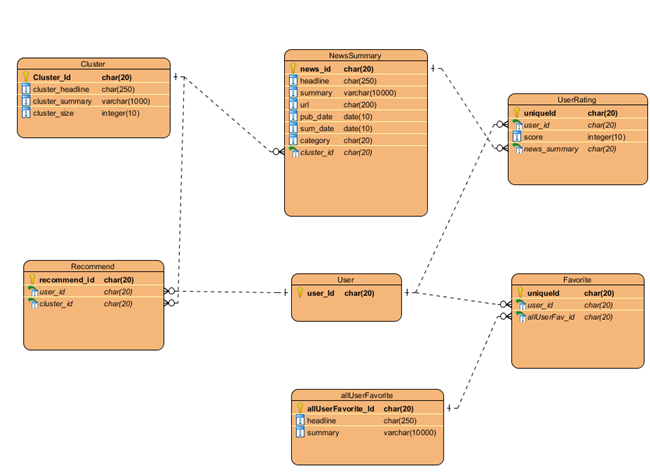 Cluster
Cluster_Id char(20)
cluster_headline char(250)
cluster_summary varchar(1000)
cluster_size integer(10)
NewsSummary
news_id char(20)
headline char(250)
summary varchar(10000)
url char(200)
pub_date date(10)
sum_date date(10)
category char(20)
cluster_id char(20)
UserRating
uniqueId char(20)
user_id char(20)
score integer(10)
news_summary char(20)
Recommend
recommend_id char(20)
user_id char(20)
cluster_id char(20)
User
user_Id char(20)
Favorite
uniqueId char(20)
user_id char(20)
allUserFav_id char(20)
allUserFavorite
allUserFavorite_Id char(20)
headline char(250)
summary varchar(10000)